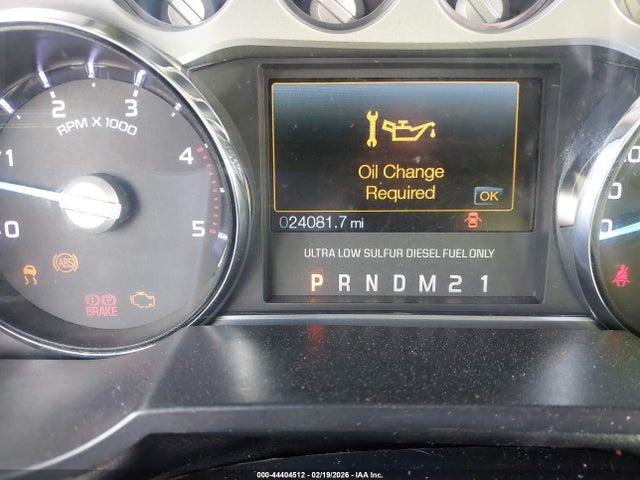 1 2 3 4 5 0
RPM X 1000
ABS
BRAKE
Oil Change
Required
OK
024081.7 mi
ULTRA LOW SULFUR DIESEL FUEL ONLY
P R N D M 2 1
000-44404512 - 02/19/2026 - IAA Inc.